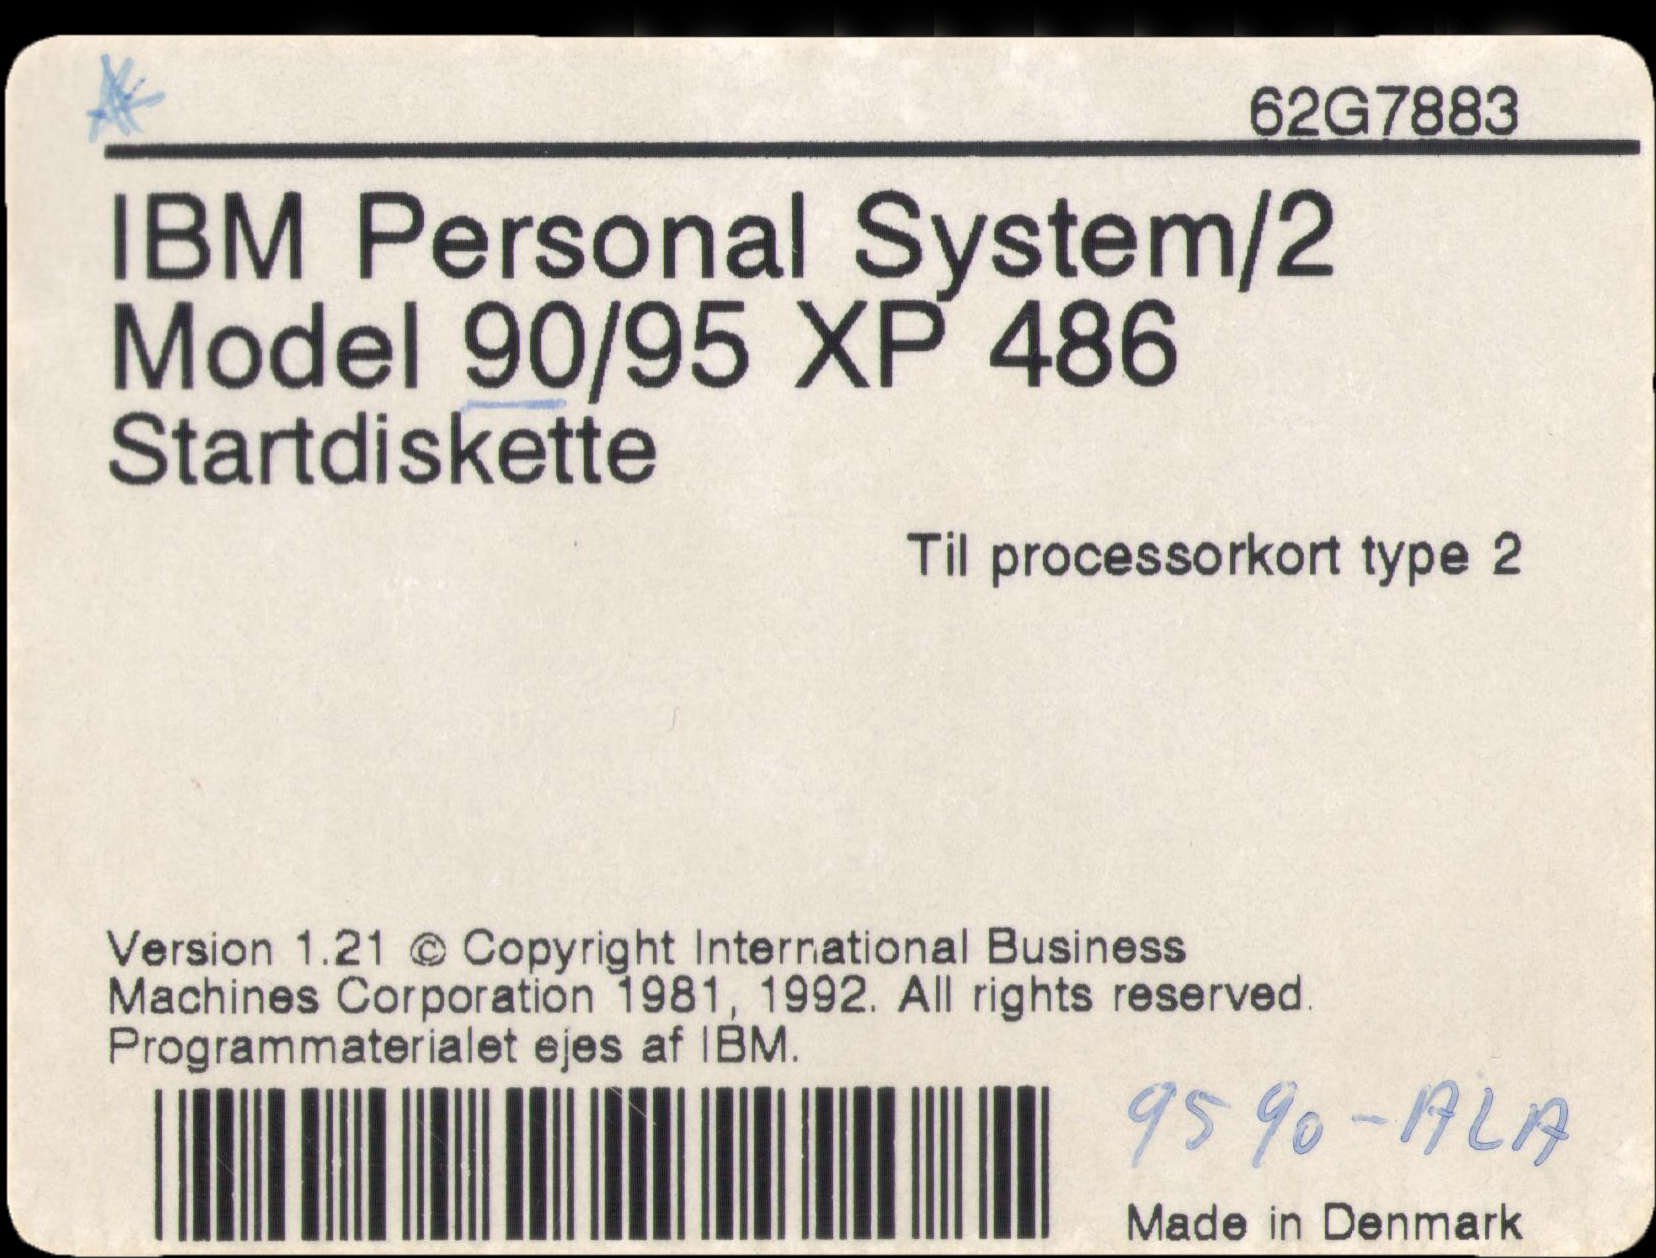 62G7883
IBM Personal System/2
Model 90/95 XP 486
Startdiskette
Til processorkort type 2
Version 1.21 © Copyright International Business
Machines Corporation 1981, 1992. All rights reserved.
Programmaterialet ejes af IBM.
9590-ALA
Made in Denmark